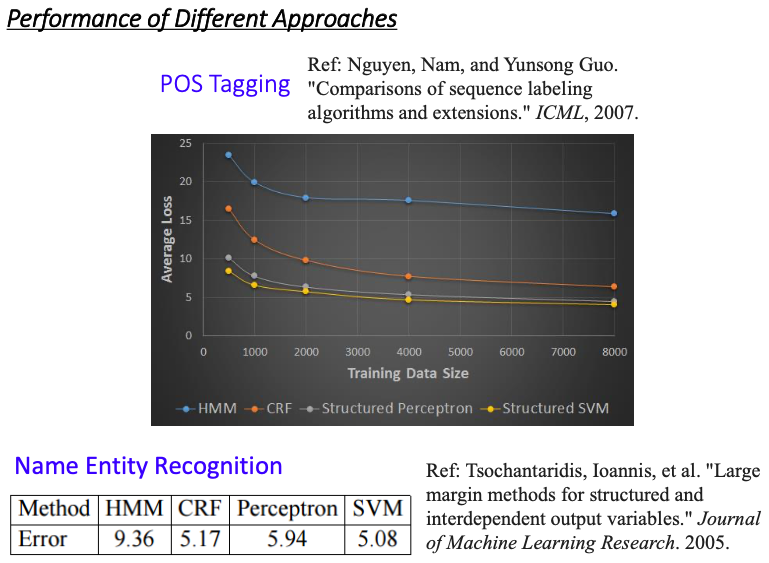 Performance of Different Approaches
POS Tagging
Ref: Nguyen, Nam, and Yunsong Guo.
"Comparisons of sequence labeling
algorithms and extensions." ICML, 2007.
25
20
15
10
5
0
Average Loss
0 1000 2000 3000 4000 5000 6000 7000 8000
Training Data Size
HMM CRF Structured Perceptron Structured SVM
Name Entity Recognition
Method HMM CRF Perceptron SVM
Error 9.36 5.17 5.94 5.08
Ref: Tsochantaridis, Ioannis, et al. "Large
margin methods for structured and
interdependent output variables." Journal
of Machine Learning Research. 2005.